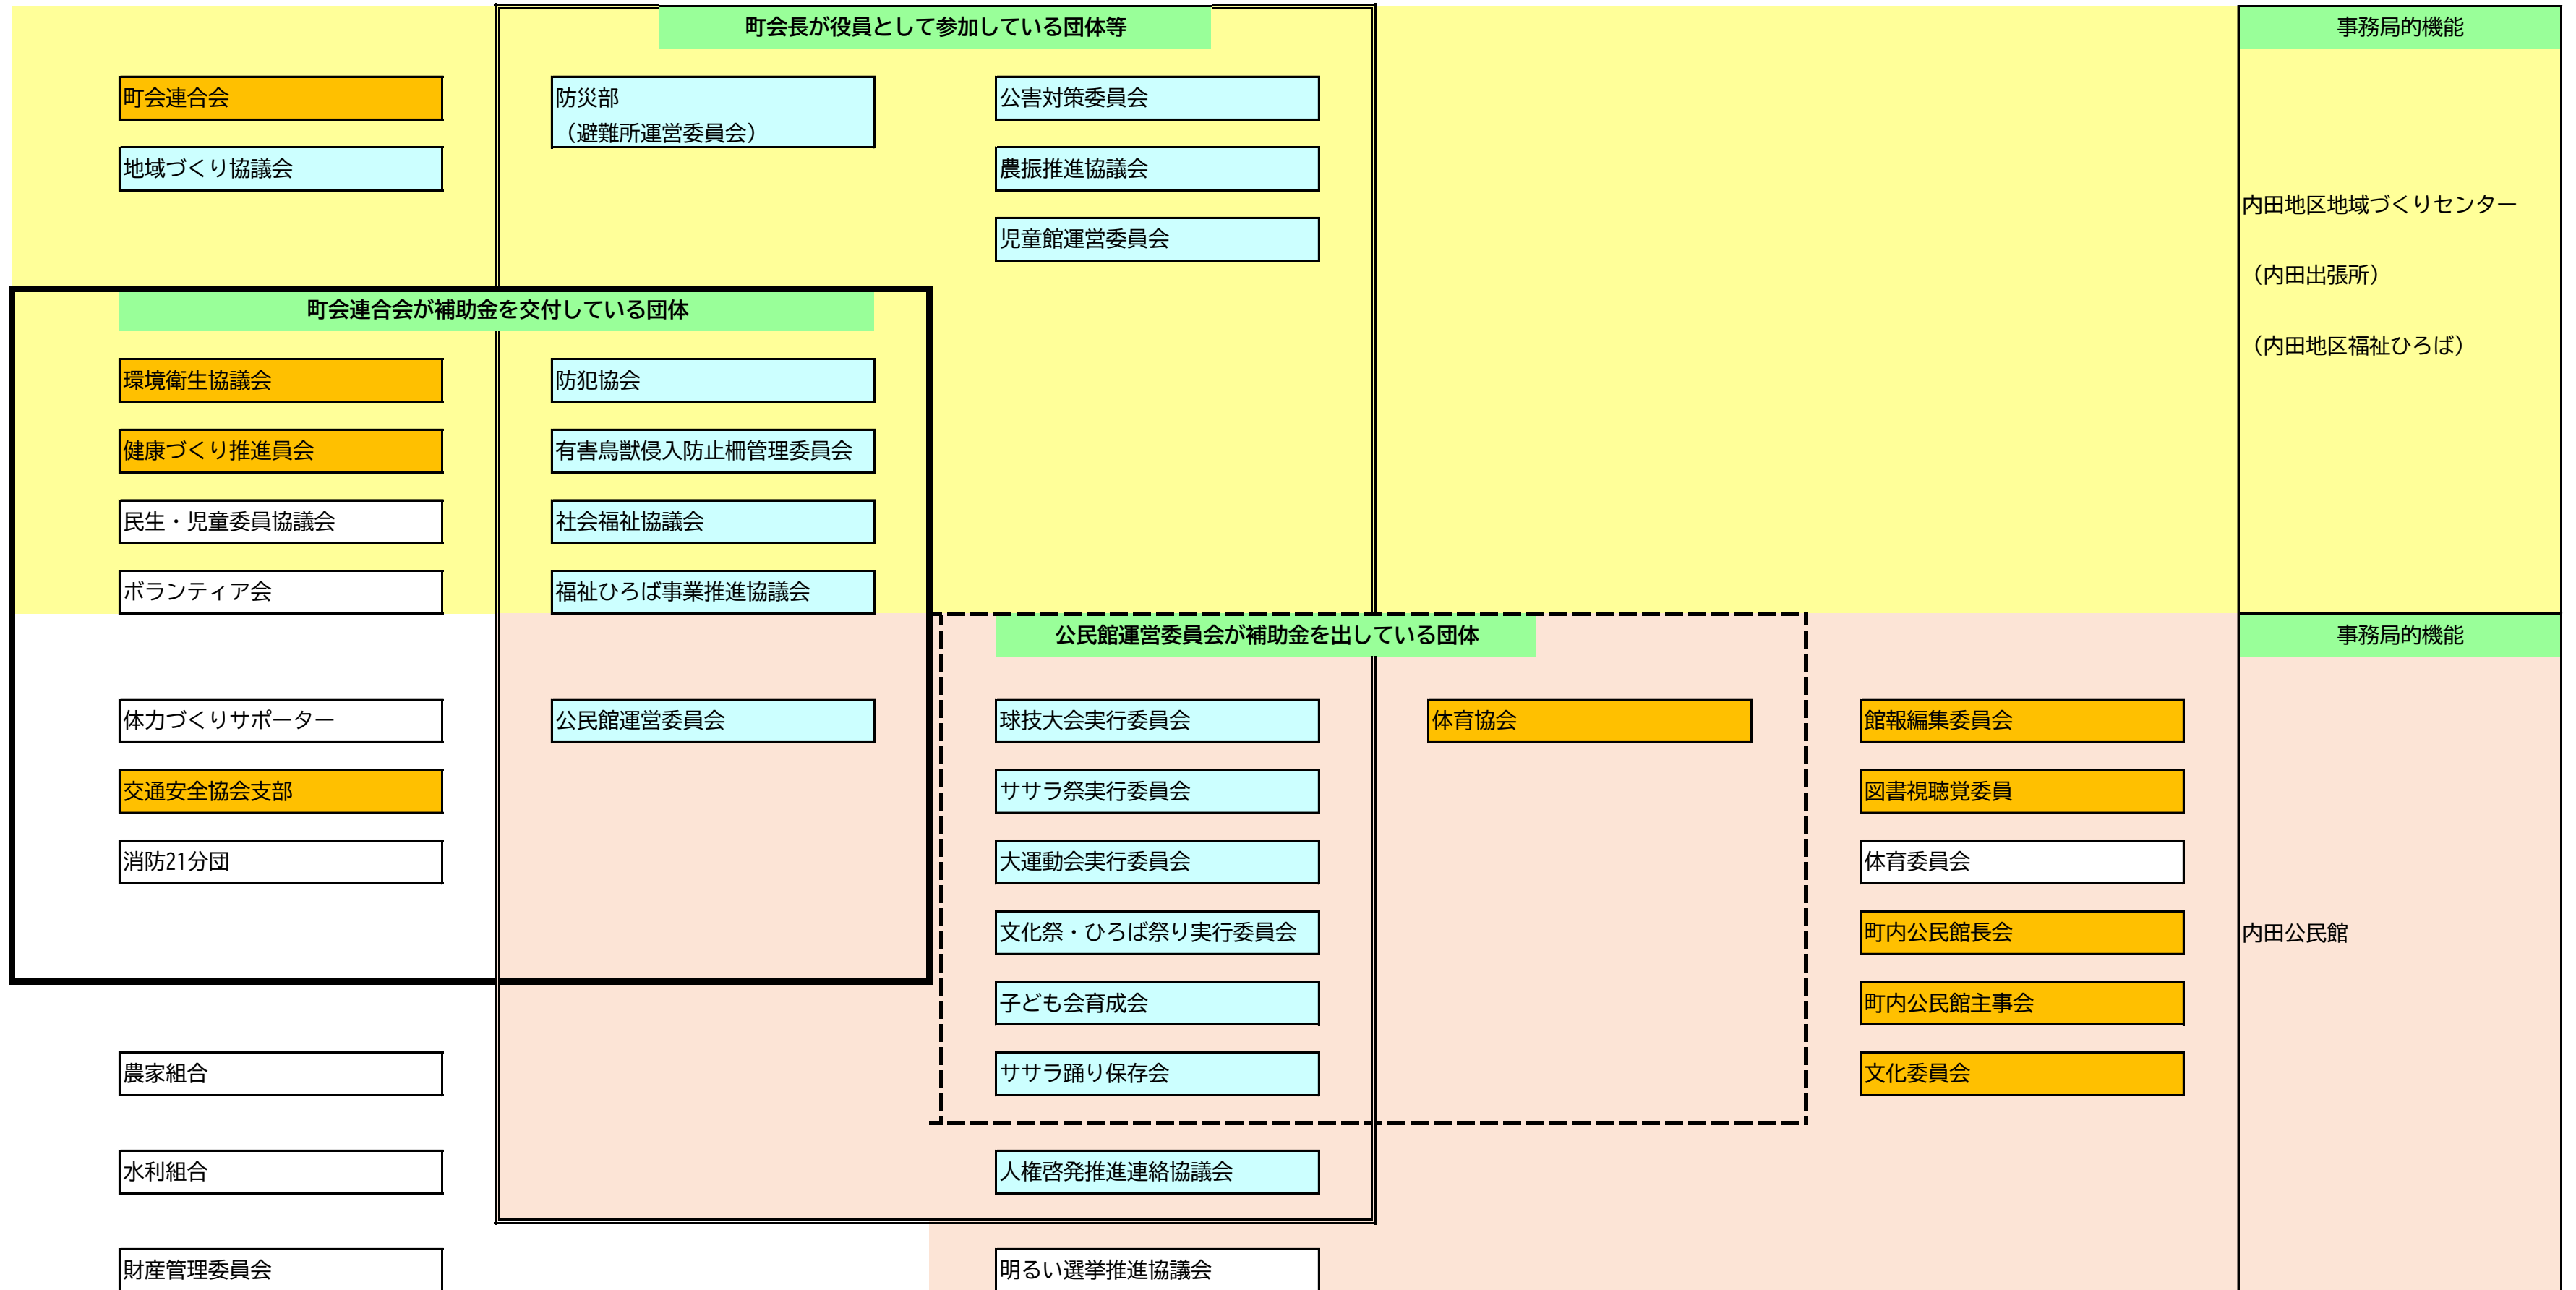 町会長が役員として参加している団体等
事務局的機能
町会連合会
防災部
（避難所運営委員会）
公害対策委員会
地域づくり協議会
農振推進協議会
内田地区地域づくりセンター
児童館運営委員会
（内田出張所）
町会連合会が補助金を交付している団体
（内田地区福祉ひろば）
環境衛生協議会
防犯協会
健康づくり推進員会
有害鳥獣侵入防止柵管理委員会
民生・児童委員協議会
社会福祉協議会
ボランティア会
福祉ひろば事業推進協議会
公民館運営委員会が補助金を出している団体
事務局的機能
体力づくりサポーター
公民館運営委員会
球技大会実行委員会
体育協会
館報編集委員会
交通安全協会支部
ササラ祭実行委員会
図書視聴覚委員
消防21分団
大運動会実行委員会
体育委員会
文化祭・ひろば祭り実行委員会
町内公民館長会
内田公民館
子ども会育成会
町内公民館主事会
農家組合
ササラ踊り保存会
文化委員会
水利組合
人権啓発推進連絡協議会
財産管理委員会
明るい選挙推進協議会